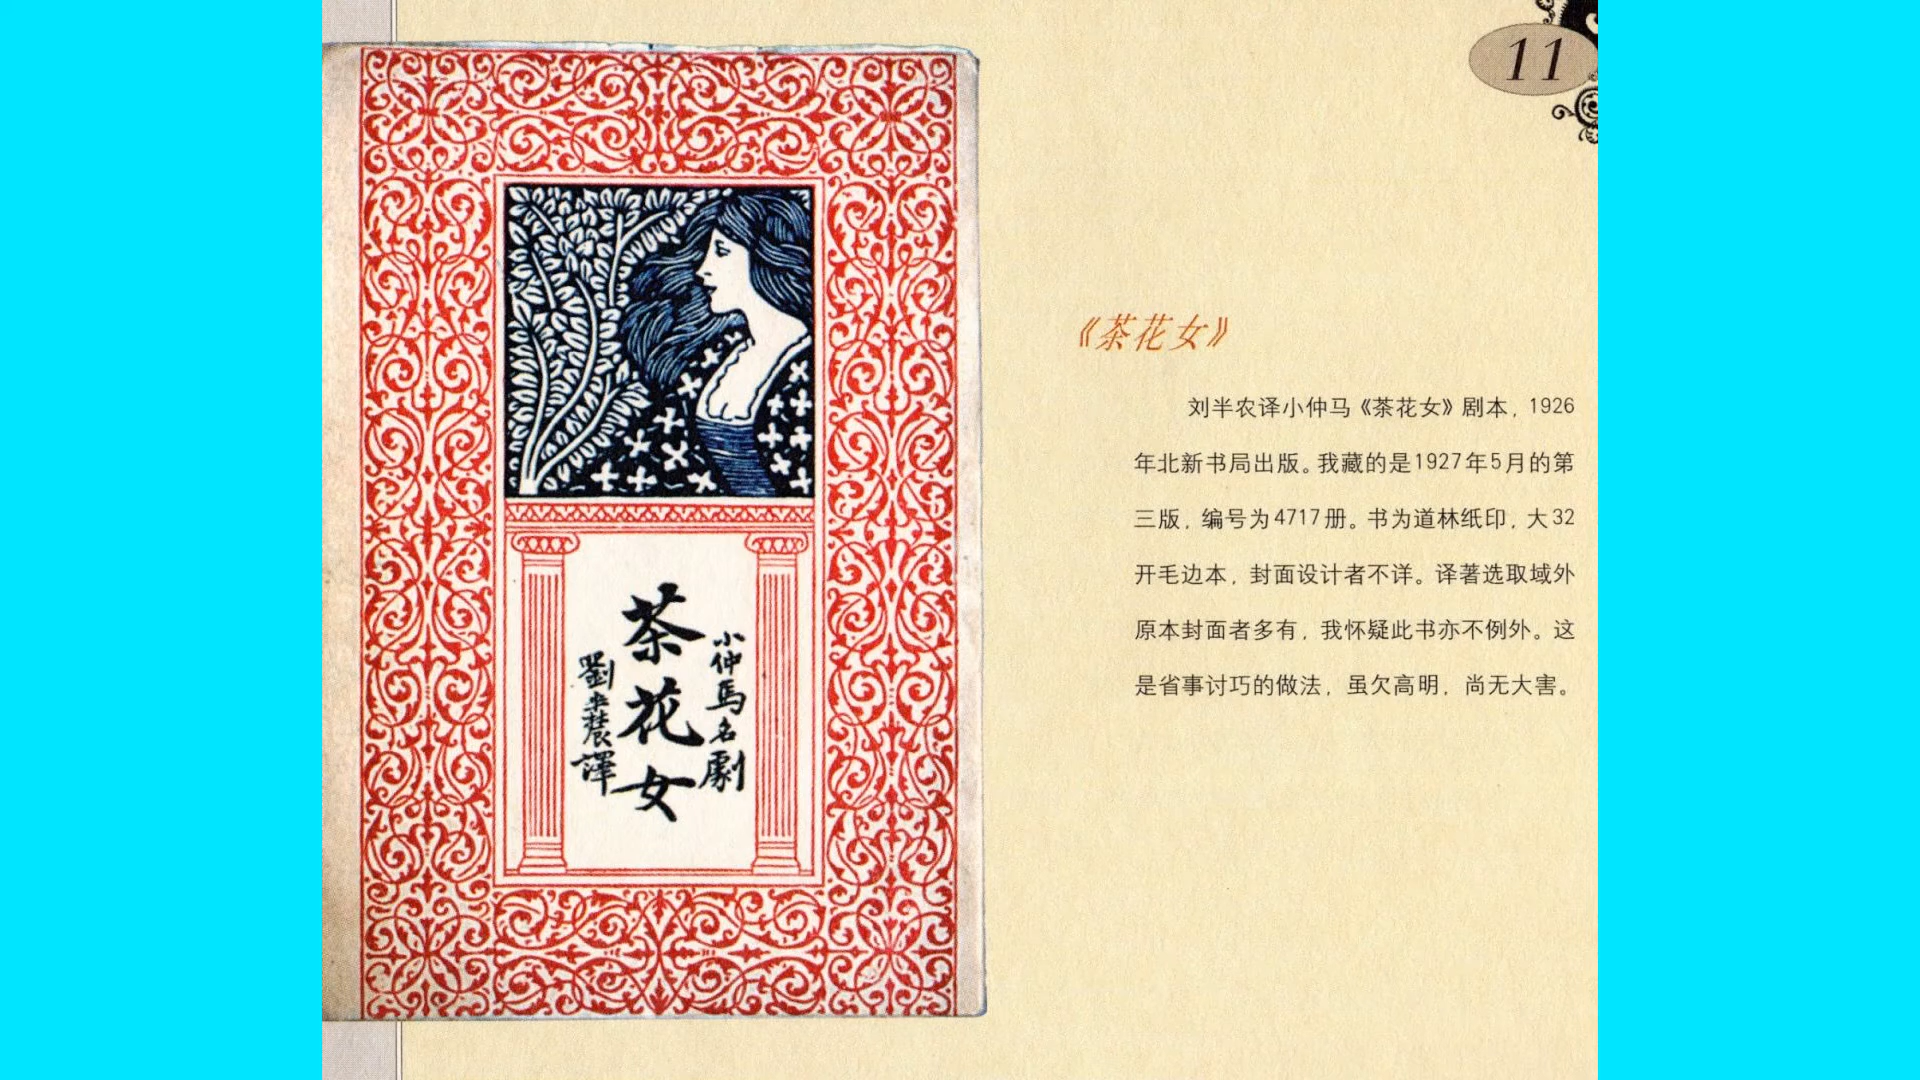 11
茶花女
小仲馬名劇
劉半農譯
《茶花女》
刘半农译小仲马《茶花女》剧本，1926
年北新书局出版。我藏的是1927年5月的第
三版，编号为4717册。书为道林纸印，大32
开毛边本，封面设计者不详。译著选取域外
原本封面者多有，我怀疑此书亦不例外。这
是省事讨巧的做法，虽欠高明，尚无大害。